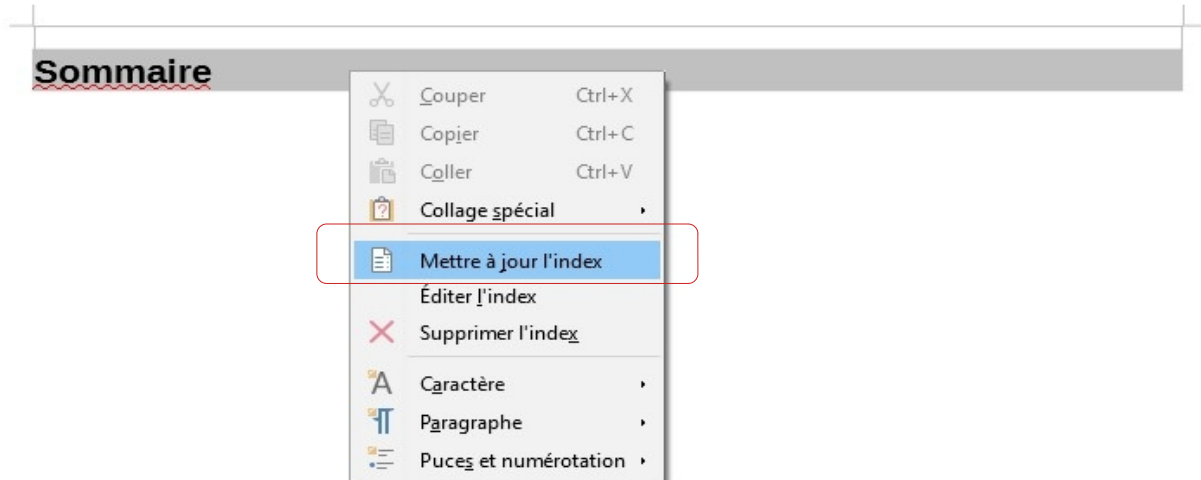 Sommaire
Couper Ctrl+X
Copier Ctrl+C
Coller Ctrl+V
Collage spécial
Mettre à jour l'index
Éditer l'index
Supprimer l'index
Caractère
Paragraphe
Puces et numérotation